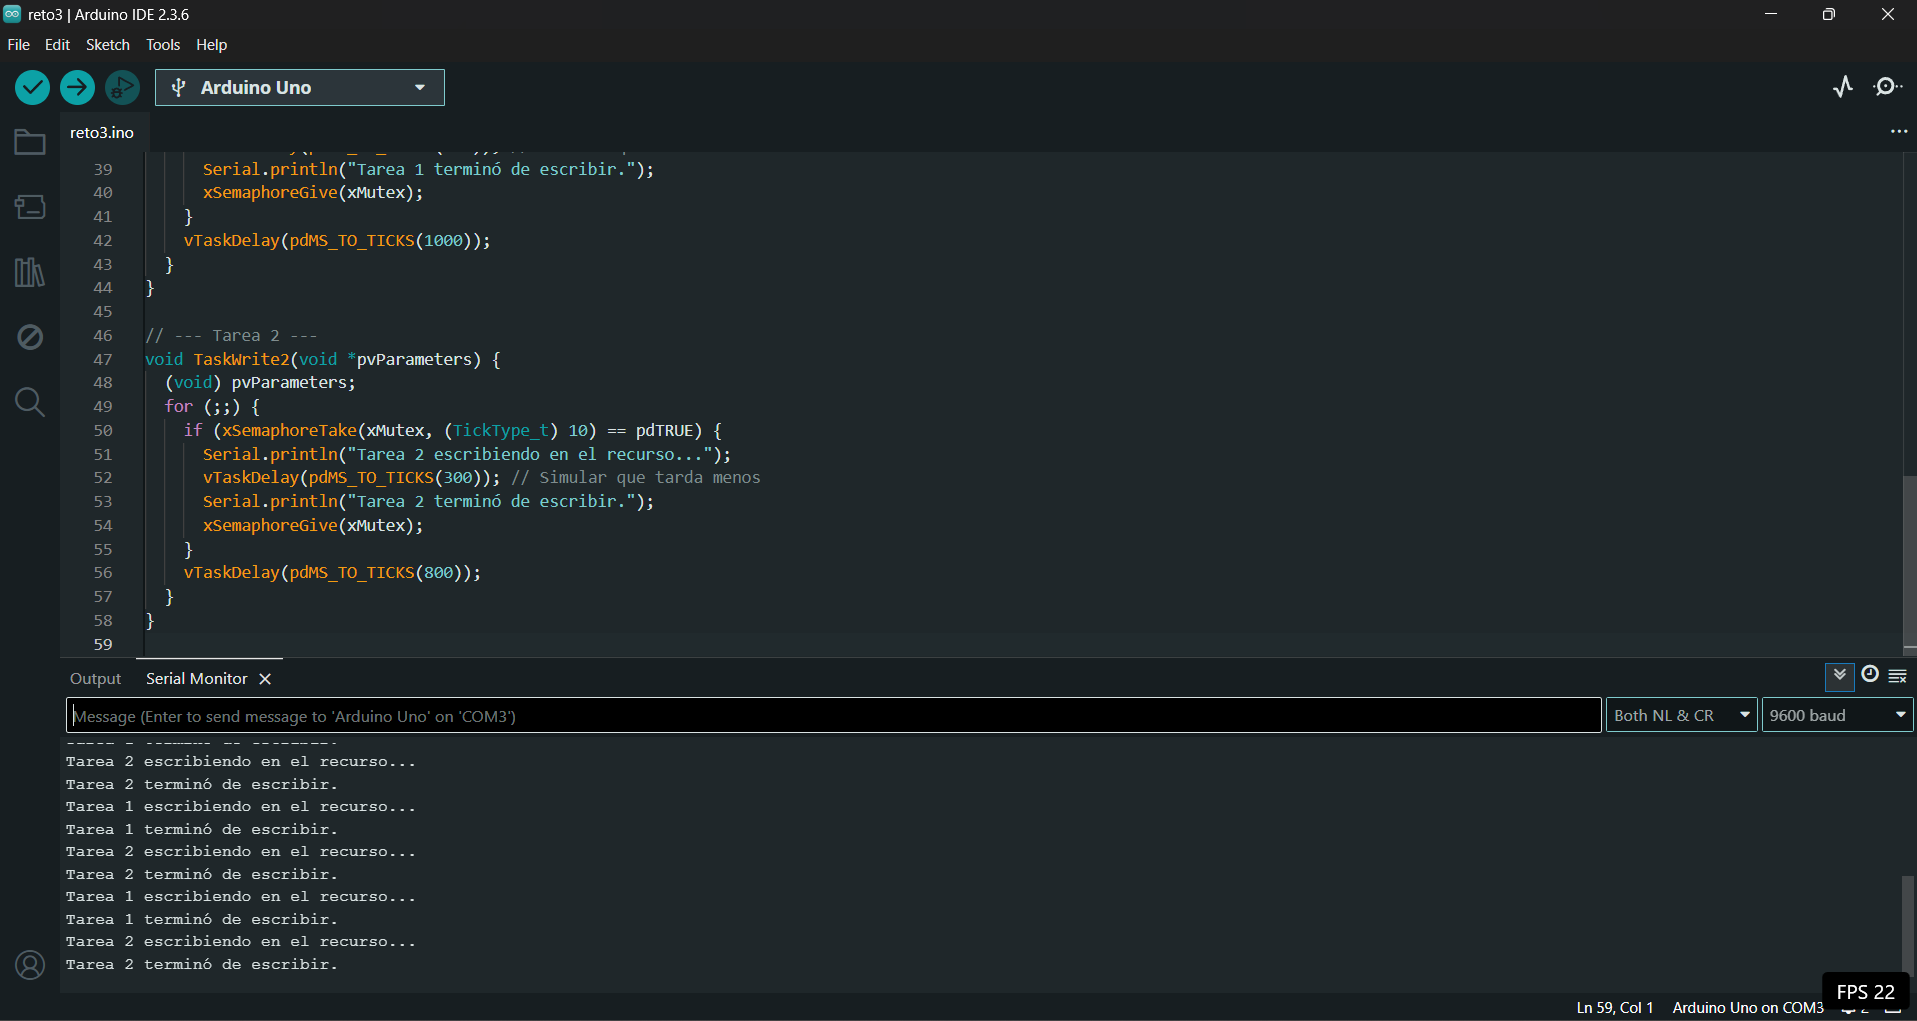 reto3 | Arduino IDE 2.3.6
File Edit Sketch Tools Help
Arduino Uno
reto3.ino
39 Serial.println("Tarea 1 terminó de escribir.");
40 xSemaphoreGive(xMutex);
41 }
42 vTaskDelay(pdMS_TO_TICKS(1000));
43 }
44 }
45
46 // --- Tarea 2 ---
47 void TaskWrite2(void *pvParameters) {
48 (void) pvParameters;
49 for (;;) {
50 if (xSemaphoreTake(xMutex, (TickType_t) 10) == pdTRUE) {
51 Serial.println("Tarea 2 escribiendo en el recurso...");
52 vTaskDelay(pdMS_TO_TICKS(300)); // Simular que tarda menos
53 Serial.println("Tarea 2 terminó de escribir.");
54 xSemaphoreGive(xMutex);
55 }
56 vTaskDelay(pdMS_TO_TICKS(800));
57 }
58 }
59
Output Serial Monitor
Message (Enter to send message to 'Arduino Uno' on 'COM3') Both NL & CR 9600 baud
Tarea 2 escribiendo en el recurso...
Tarea 2 terminó de escribir.
Tarea 1 escribiendo en el recurso...
Tarea 1 terminó de escribir.
Tarea 2 escribiendo en el recurso...
Tarea 2 terminó de escribir.
Tarea 1 escribiendo en el recurso...
Tarea 1 terminó de escribir.
Tarea 2 escribiendo en el recurso...
Tarea 2 terminó de escribir.
FPS 22
Ln 59, Col 1 Arduino Uno on COM3 2